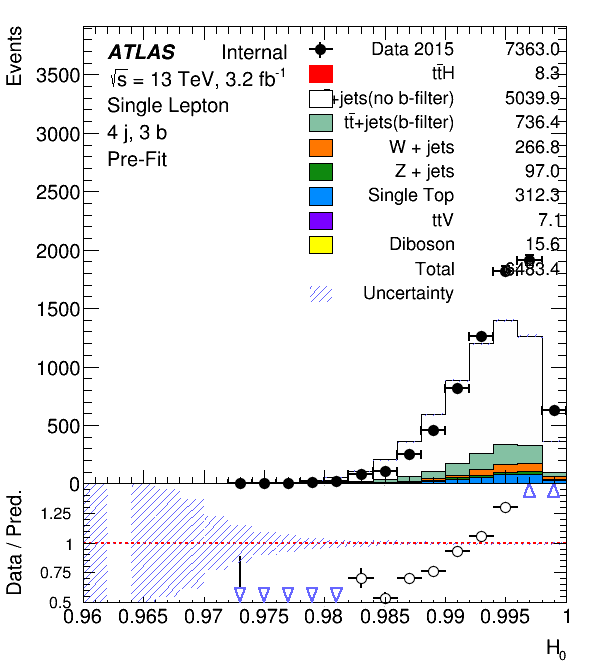 ATLAS Internal
√s = 13 TeV, 3.2 fb⁻¹
Single Lepton
4 j, 3 b
Pre-Fit
Data 2015 7363.0
tt̄H 8.3
+jets(no b-filter) 5039.9
tt̄+jets(b-filter) 736.4
W + jets 266.8
Z + jets 97.0
Single Top 312.3
ttV 7.1
Diboson 15.6
Total 6483.4
Uncertainty
Events
3500
3000
2500
2000
1500
1000
500
0
Data / Pred.
1.25
1
0.75
0.5
0.96 0.965 0.97 0.975 0.98 0.985 0.99 0.995 1
H₀